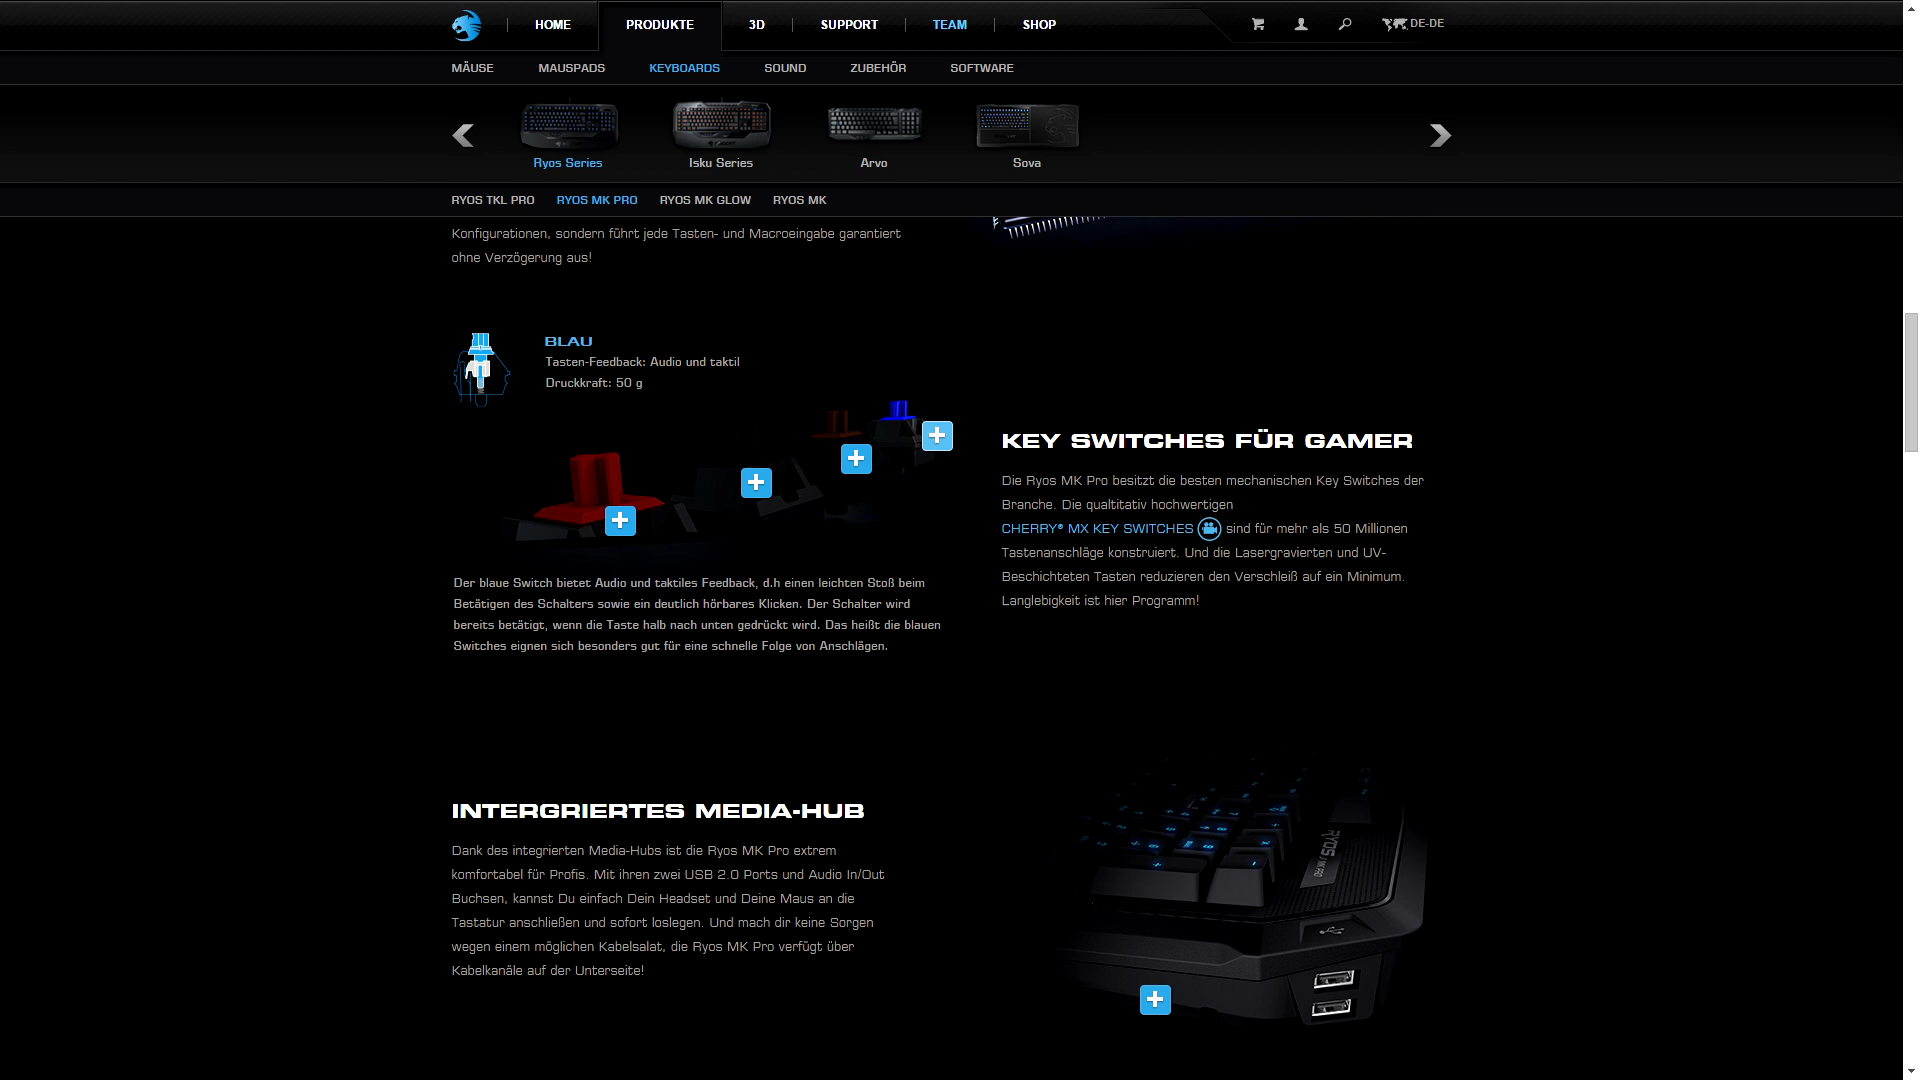 HOME PRODUKTE 3D SUPPORT TEAM SHOP DE-DE
MÄUSE MAUSPADS KEYBOARDS SOUND ZUBEHÖR SOFTWARE
Ryos Series Isku Series Arvo Sova
RYOS TKL PRO RYOS MK PRO RYOS MK GLOW RYOS MK
Konfigurationen, sondern führt jede Tasten- und Macroeingabe garantiert
ohne Verzögerung aus!
BLAU
Tasten-Feedback: Audio und taktil
Druckkraft: 50 g
Der blaue Switch bietet Audio und taktiles Feedback, d.h einen leichten Stoß beim
Betätigen des Schalters sowie ein deutlich hörbares Klicken. Der Schalter wird
bereits betätigt, wenn die Taste halb nach unten gedrückt wird. Das heißt die blauen
Switches eignen sich besonders gut für eine schnelle Folge von Anschlägen.
KEY SWITCHES FÜR GAMER
Die Ryos MK Pro besitzt die besten mechanischen Key Switches der
Branche. Die qualtitativ hochwertigen
CHERRY® MX KEY SWITCHES sind für mehr als 50 Millionen
Tastenanschläge konstruiert. Und die Lasergravierten und UV-
Beschichteten Tasten reduzieren den Verschleiß auf ein Minimum.
Langlebigkeit ist hier Programm!
INTERGRIERTES MEDIA-HUB
Dank des integrierten Media-Hubs ist die Ryos MK Pro extrem
komfortabel für Profis. Mit ihren zwei USB 2.0 Ports und Audio In/Out
Buchsen, kannst Du einfach Dein Headset und Deine Maus an die
Tastatur anschließen und sofort loslegen. Und mach dir keine Sorgen
wegen einem möglichen Kabelsalat, die Ryos MK Pro verfügt über
Kabelkanäle auf der Unterseite!
RYOS MK PRO